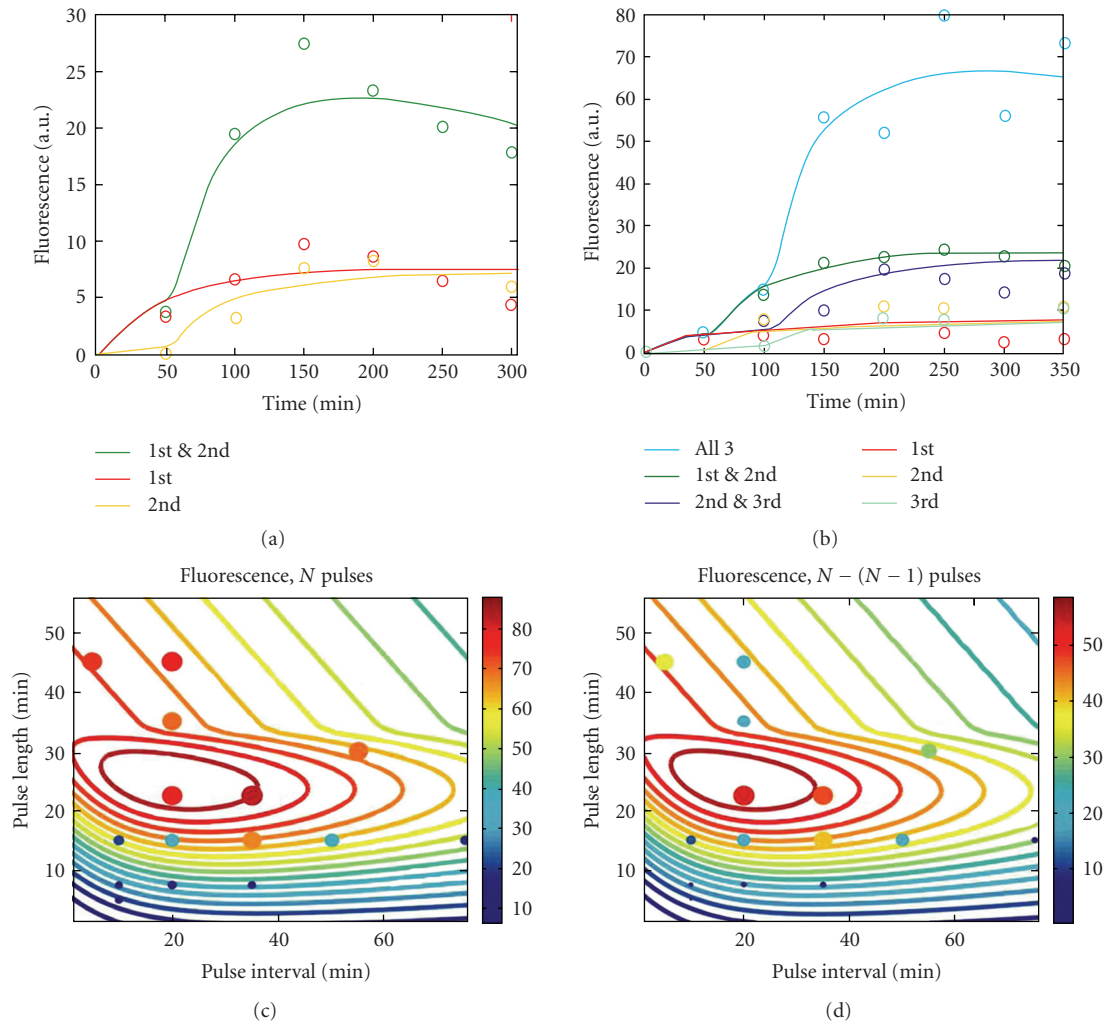 30
25
20
15
10
5
0
0 50 100 150 200 250 300
Fluorescence (a.u.)
Time (min)
1st & 2nd
1st
2nd
(a)
80
70
60
50
40
30
20
10
0
0 50 100 150 200 250 300 350
Fluorescence (a.u.)
Time (min)
All 3
1st & 2nd
2nd & 3rd
1st
2nd
3rd
(b)
Fluorescence, N pulses
50
40
30
20
10
20 40 60
Pulse length (min)
Pulse interval (min)
80
70
60
50
40
30
20
10
(c)
Fluorescence, N − (N − 1) pulses
50
40
30
20
10
20 40 60
Pulse length (min)
Pulse interval (min)
50
40
30
20
10
(d)